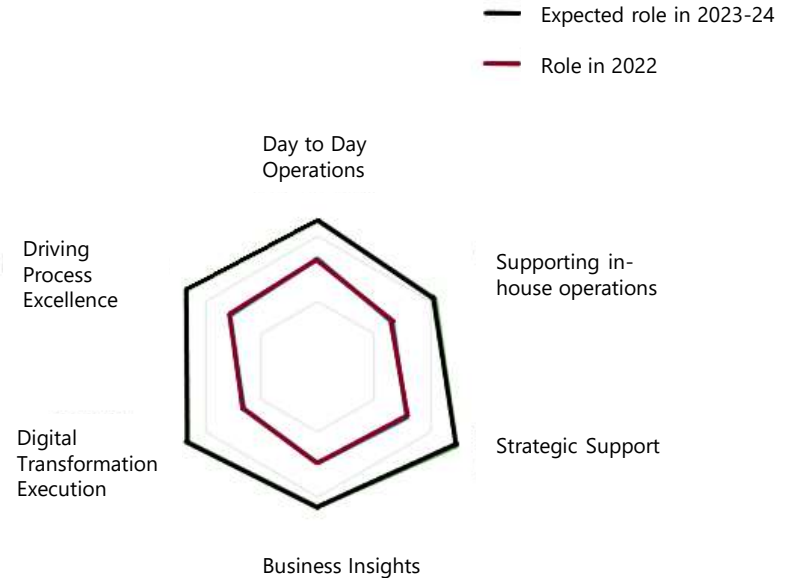 Expected role in 2023-24
Role in 2022
Day to Day
Operations
Driving
Process
Excellence
Supporting in-
house operations
Digital
Transformation
Execution
Strategic Support
Business Insights